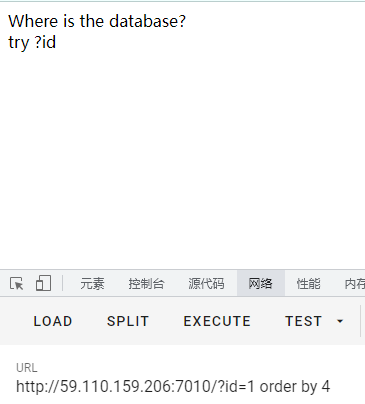 Where is the database?
try ?id
元素 控制台 源代码 网络 性能 内存
LOAD SPLIT EXECUTE TEST
URL
http://59.110.159.206:7010/?id=1 order by 4